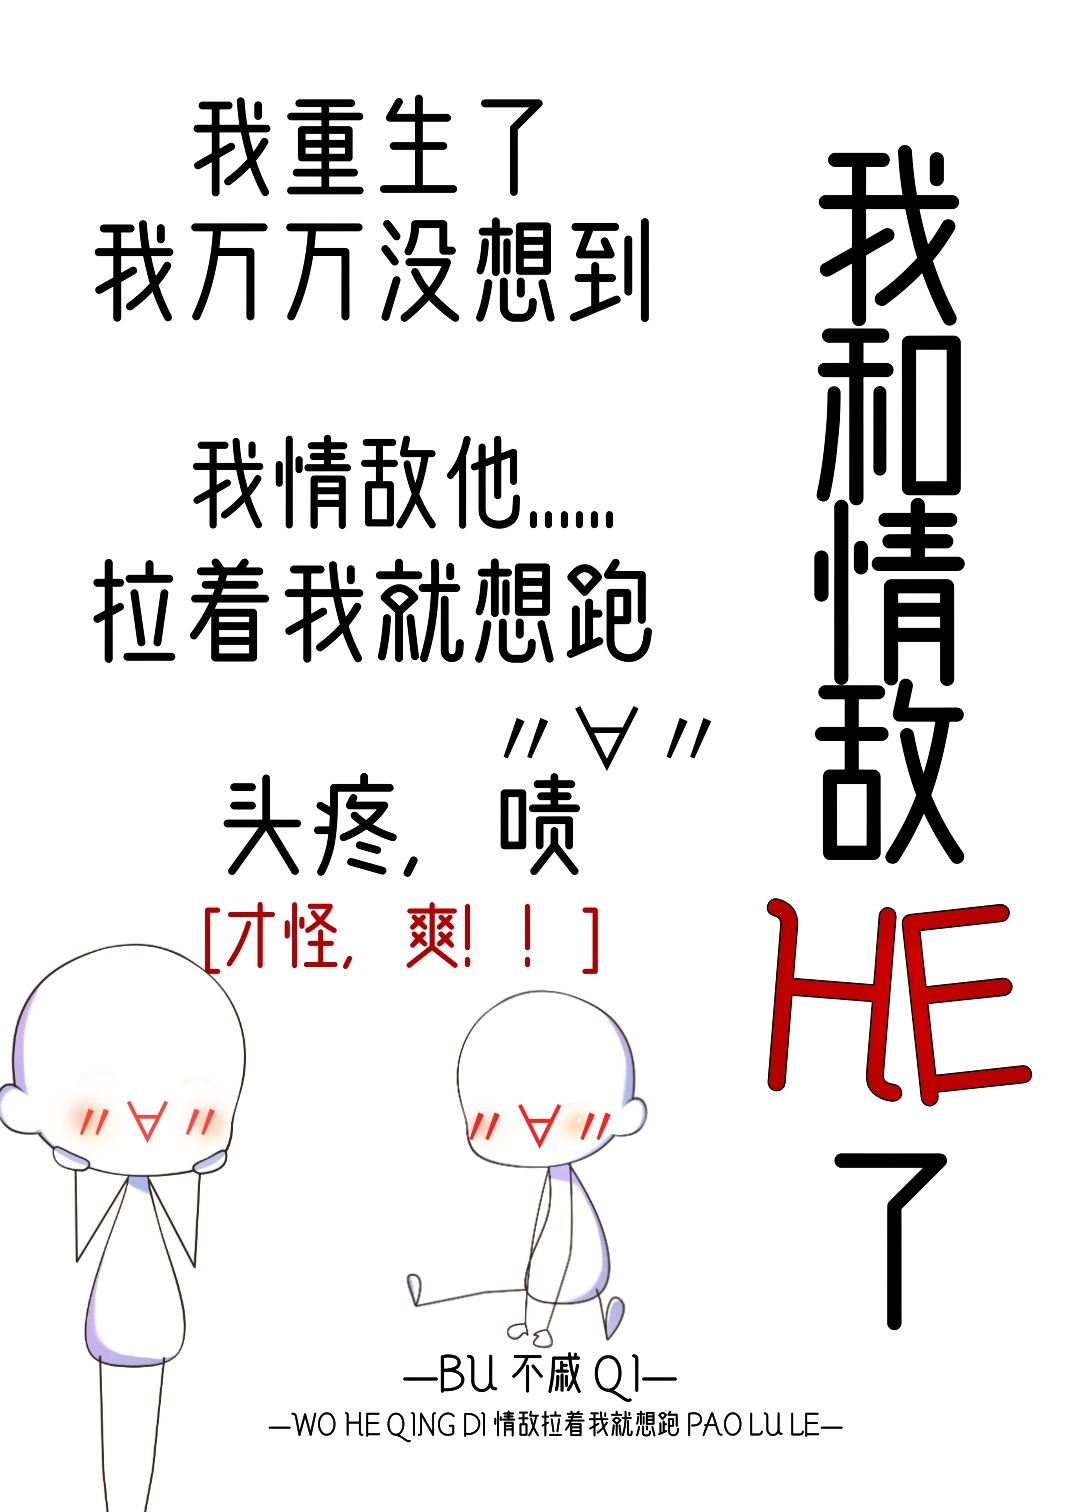 我重生了
我万万没想到
我情敌他......
拉着我就想跑
〃∀〃
头疼，啧
[才怪，爽！！]
我和情敌HE了
〃∀〃
〃∀〃
—BU 不戚 QI—
—WO HE QING DI 情敌拉着我就想跑 PAO LU LE—